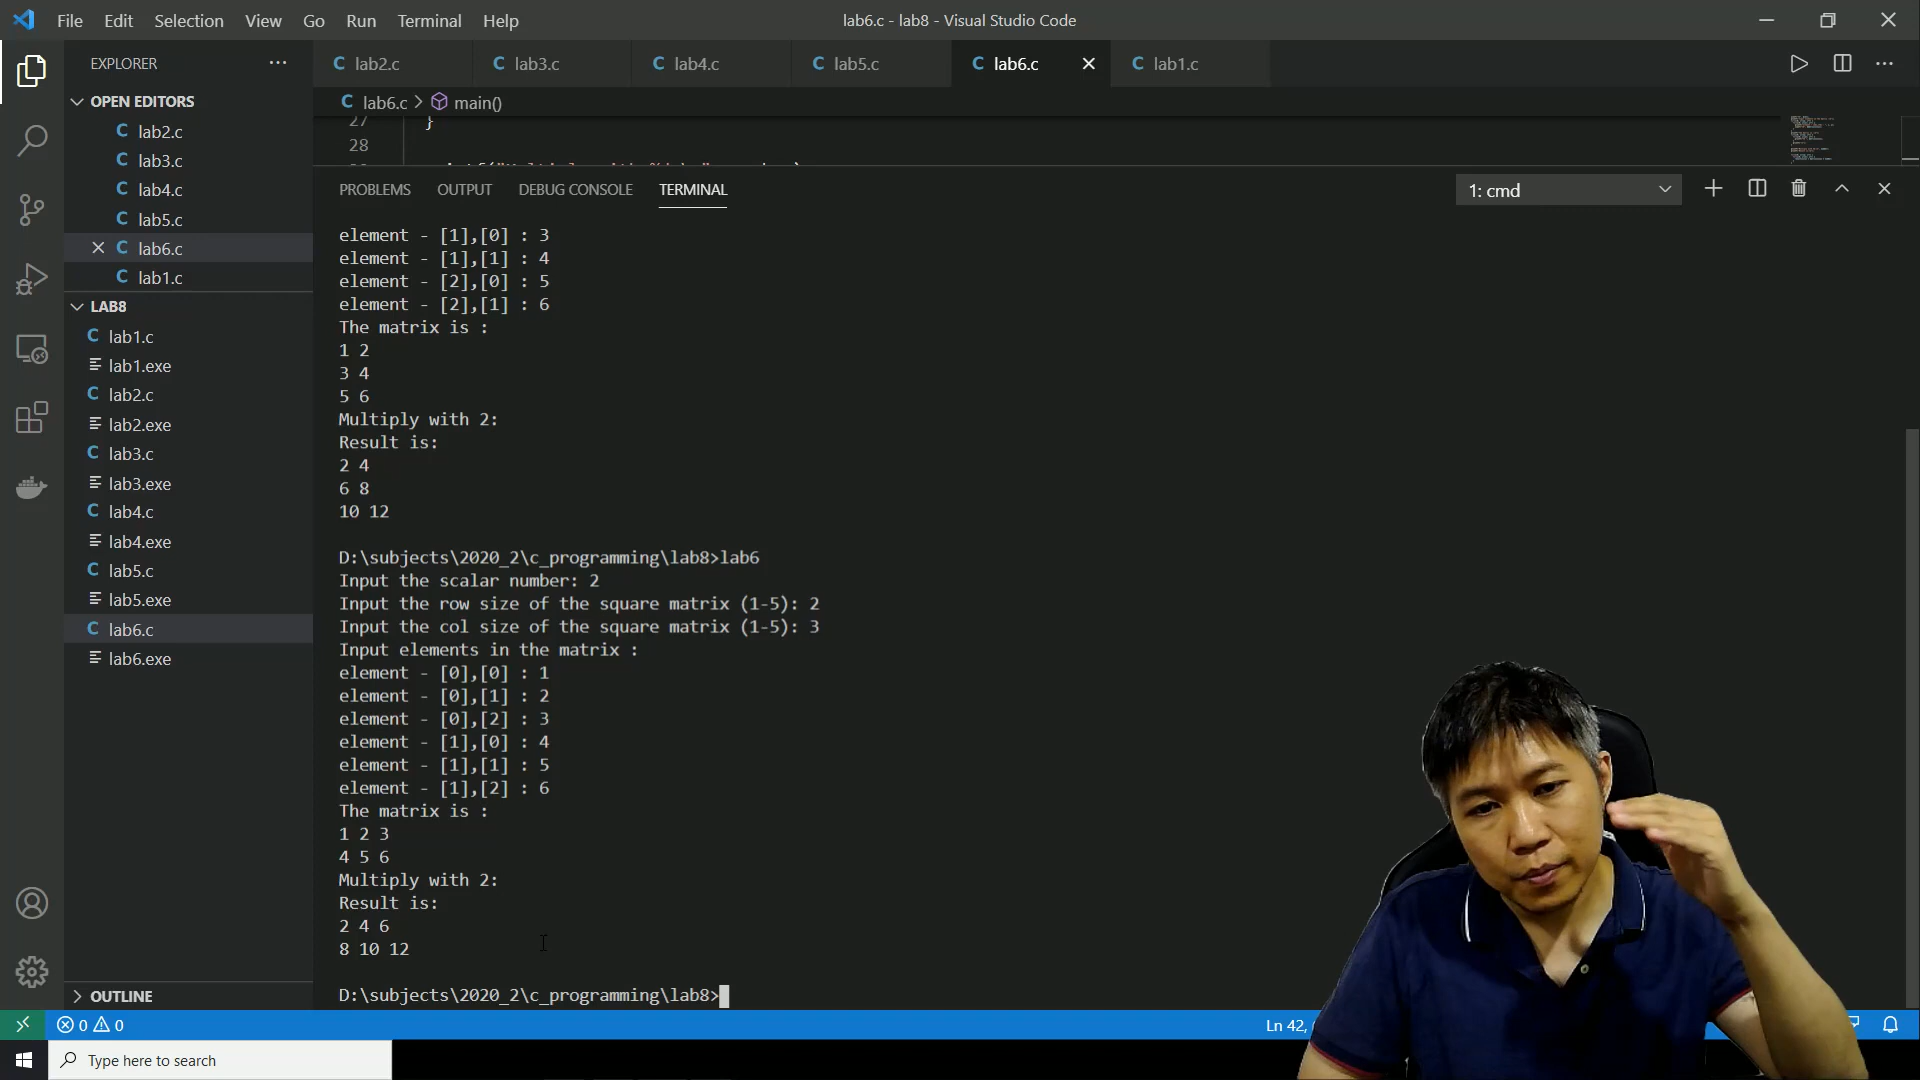 File Edit Selection View Go Run Terminal Help
lab6.c - lab8 - Visual Studio Code
EXPLORER
lab2.c lab3.c lab4.c lab5.c lab6.c lab1.c
OPEN EDITORS
lab2.c
lab3.c
lab4.c
lab5.c
lab6.c
lab1.c
LAB8
lab1.c
lab1.exe
lab2.c
lab2.exe
lab3.c
lab3.exe
lab4.c
lab4.exe
lab5.c
lab5.exe
lab6.c
lab6.exe
OUTLINE
lab6.c > main()
27 }
28
PROBLEMS OUTPUT DEBUG CONSOLE TERMINAL
1: cmd
element - [1],[0] : 3
element - [1],[1] : 4
element - [2],[0] : 5
element - [2],[1] : 6
The matrix is :
1 2
3 4
5 6
Multiply with 2:
Result is:
2 4
6 8
10 12
D:\subjects\2020_2\c_programming\lab8>lab6
Input the scalar number: 2
Input the row size of the square matrix (1-5): 2
Input the col size of the square matrix (1-5): 3
Input elements in the matrix :
element - [0],[0] : 1
element - [0],[1] : 2
element - [0],[2] : 3
element - [1],[0] : 4
element - [1],[1] : 5
element - [1],[2] : 6
The matrix is :
1 2 3
4 5 6
Multiply with 2:
Result is:
2 4 6
8 10 12
D:\subjects\2020_2\c_programming\lab8>
0 0
Ln 42,
Type here to search